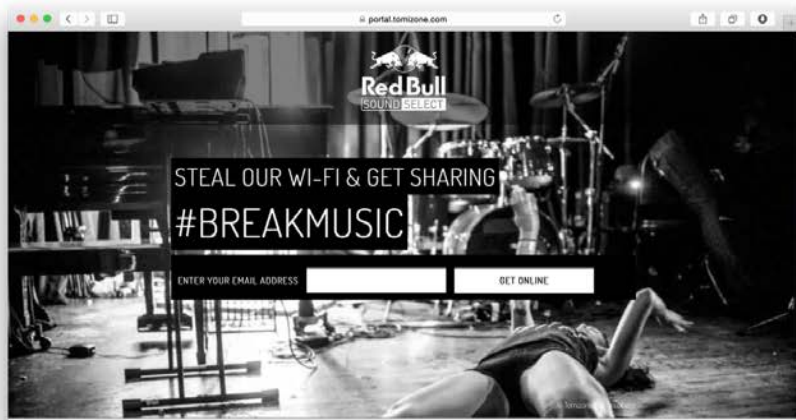 portal.tomizone.com
Red Bull
SOUND SELECT
STEAL OUR WI-FI & GET SHARING
#BREAKMUSIC
ENTER YOUR EMAIL ADDRESS
GET ONLINE